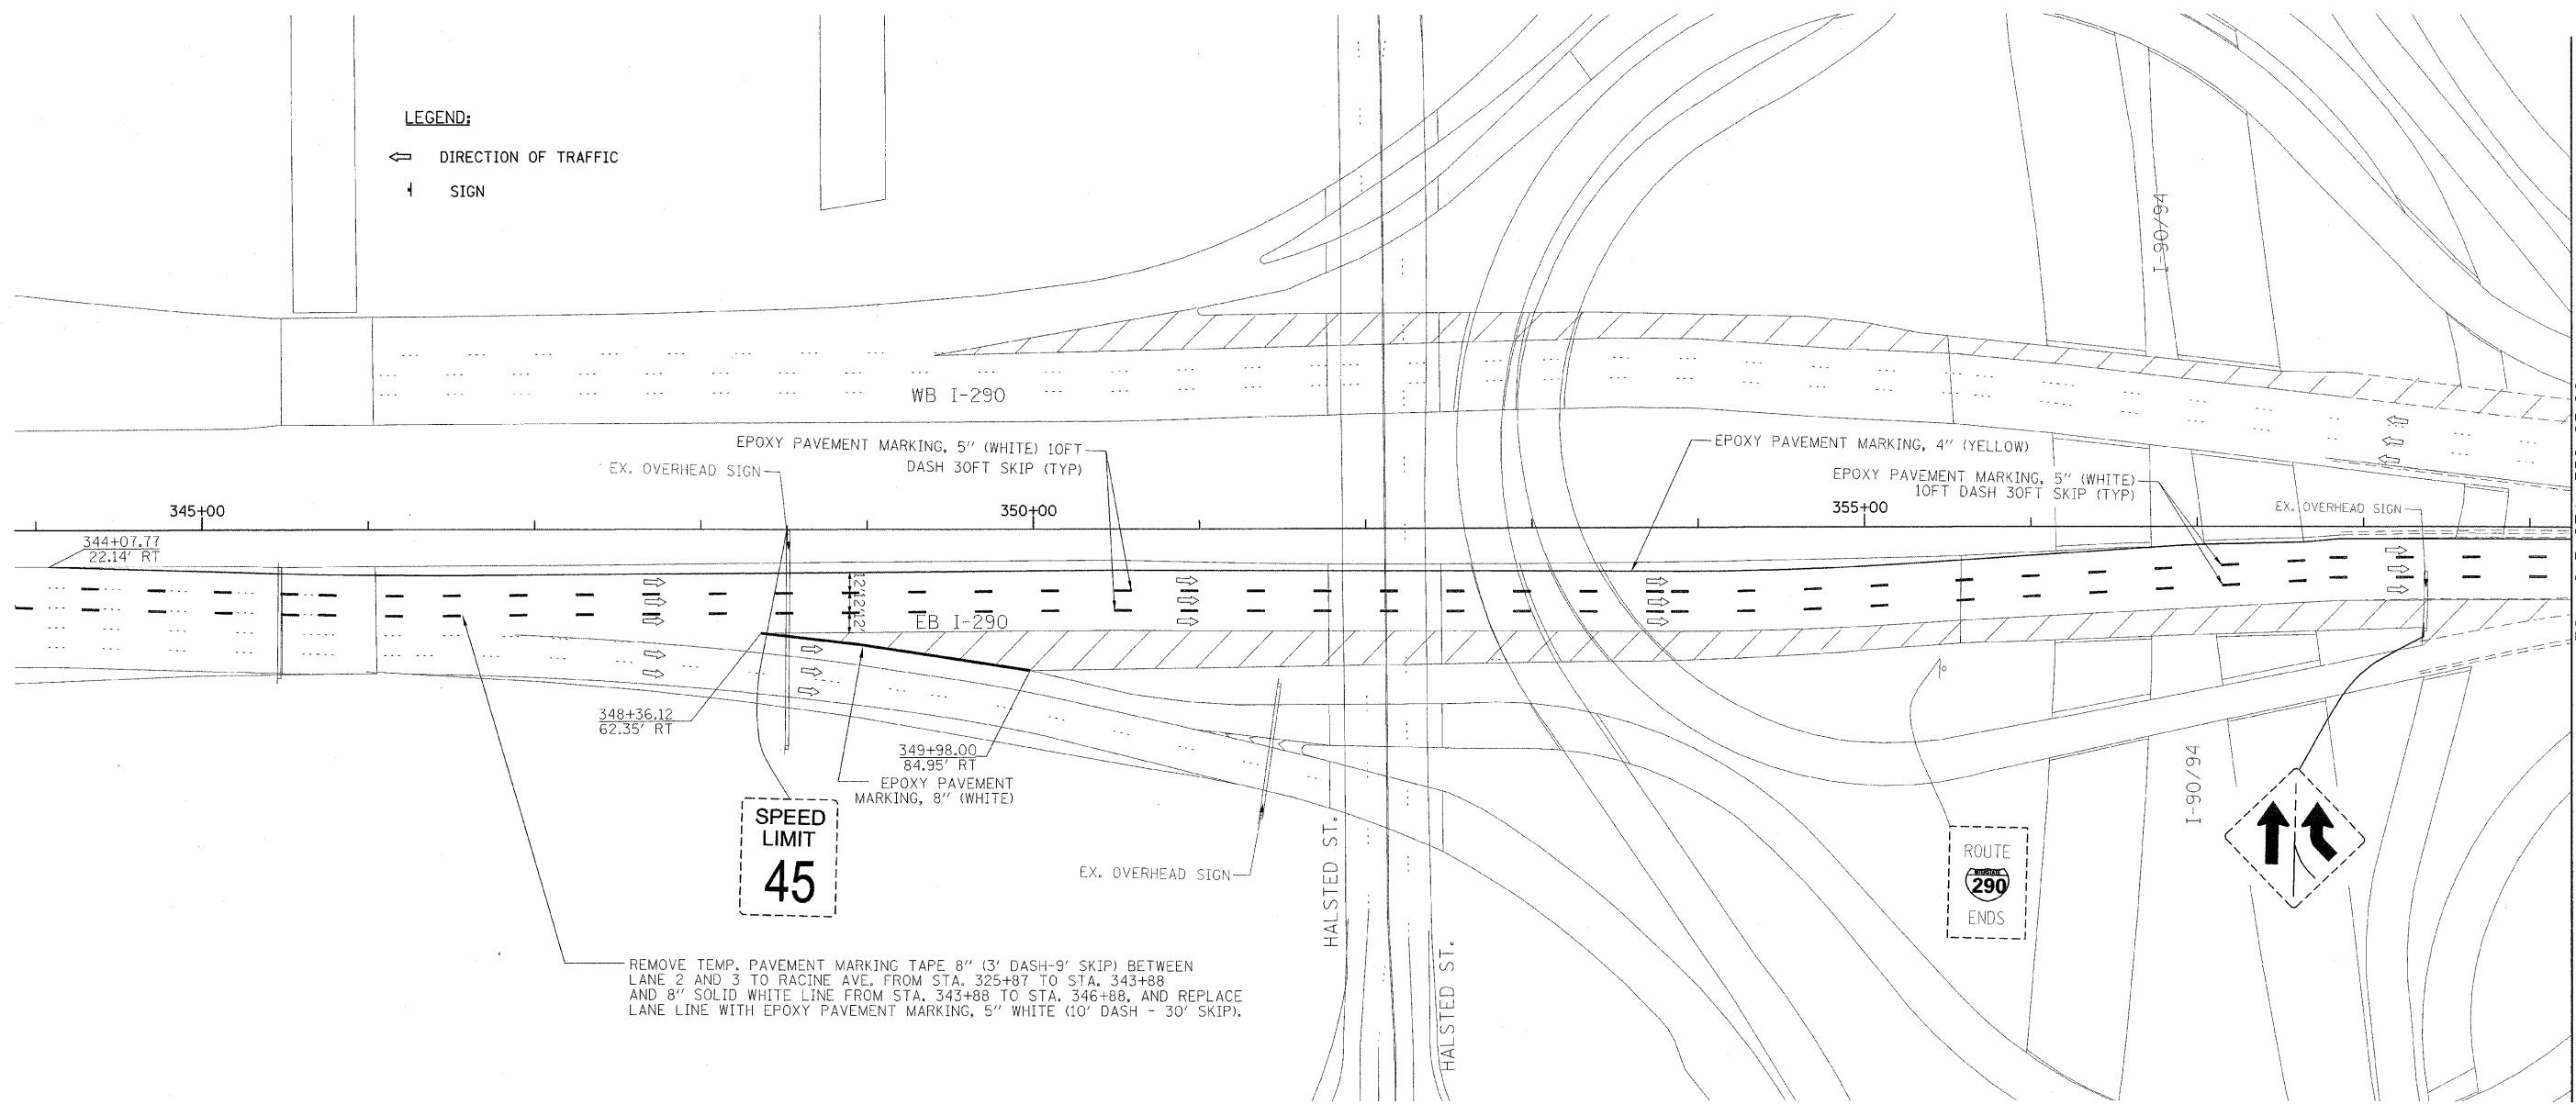 LEGEND:
DIRECTION OF TRAFFIC
SIGN
I-90/94
WB I-290
EPOXY PAVEMENT MARKING, 5" (WHITE) 10FT
DASH 30FT SKIP (TYP)
EX. OVERHEAD SIGN
EPOXY PAVEMENT MARKING, 4" (YELLOW)
EPOXY PAVEMENT MARKING, 5" (WHITE)
10FT DASH 30FT SKIP (TYP)
EX. OVERHEAD SIGN
345+00
350+00
355+00
344+07.77
22.14' RT
12'
12'
12'
EB I-290
348+36.12
62.35' RT
349+98.00
84.95' RT
EPOXY PAVEMENT
MARKING, 8" (WHITE)
SPEED
LIMIT
45
EX. OVERHEAD SIGN
HALSTED ST.
HALSTED ST.
I-90/94
ROUTE
290
ENDS
REMOVE TEMP. PAVEMENT MARKING TAPE 8" (3' DASH-9' SKIP) BETWEEN
LANE 2 AND 3 TO RACINE AVE. FROM STA. 325+87 TO STA. 343+88
AND 8" SOLID WHITE LINE FROM STA. 343+88 TO STA. 346+88, AND REPLACE
LANE LINE WITH EPOXY PAVEMENT MARKING, 5" WHITE (10' DASH - 30' SKIP).